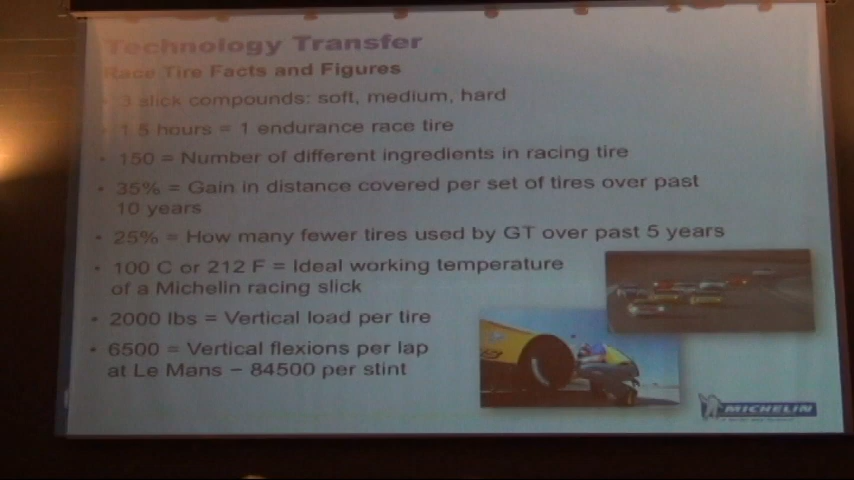 Technology Transfer
Race Tire Facts and Figures
• 3 slick compounds: soft, medium, hard
• 1.5 hours = 1 endurance race tire
• 150 = Number of different ingredients in racing tire
• 35% = Gain in distance covered per set of tires over past
10 years
• 25% = How many fewer tires used by GT over past 5 years
• 100 C or 212 F = Ideal working temperature
of a Michelin racing slick
• 2000 lbs = Vertical load per tire
• 6500 = Vertical flexions per lap
at Le Mans – 84500 per stint
MICHELIN